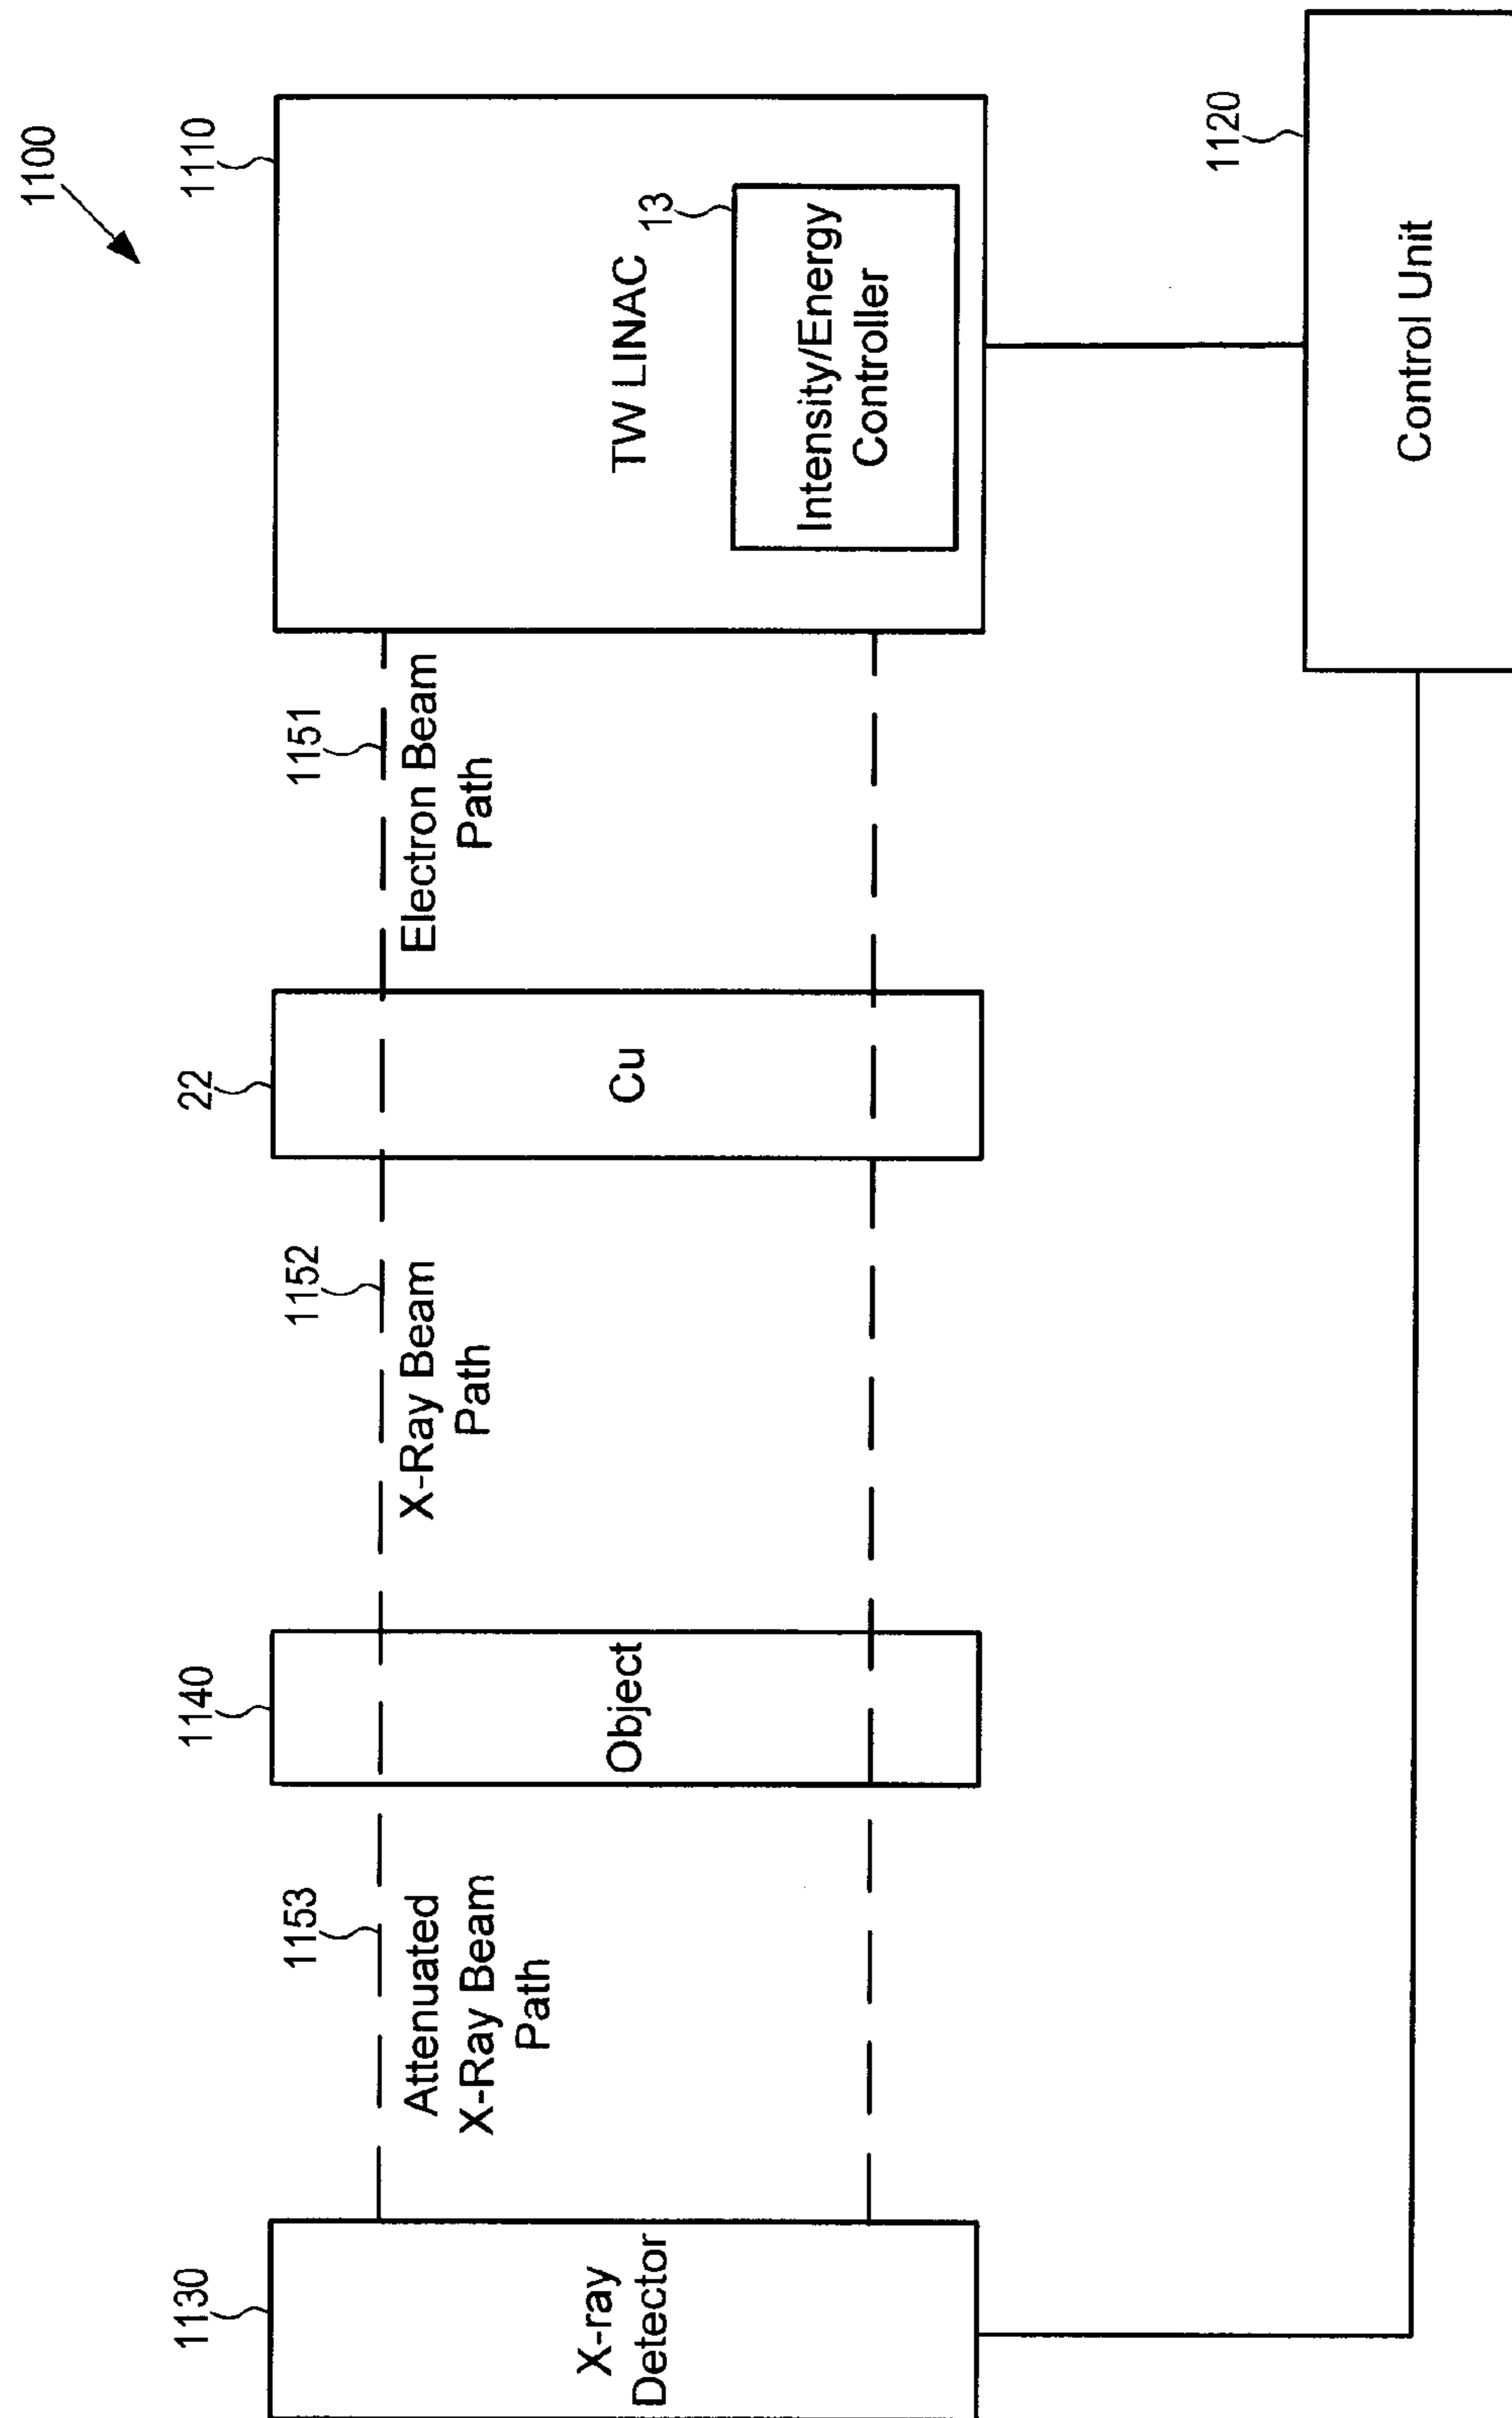 1100
1130
X-ray
Detector
1153
Attenuated
X-Ray Beam
Path
1140
Object
1152
X-Ray Beam
Path
22
Cu
1151
Electron Beam
Path
1110
TW LINAC
13
Intensity/Energy
Controller
1120
Control Unit